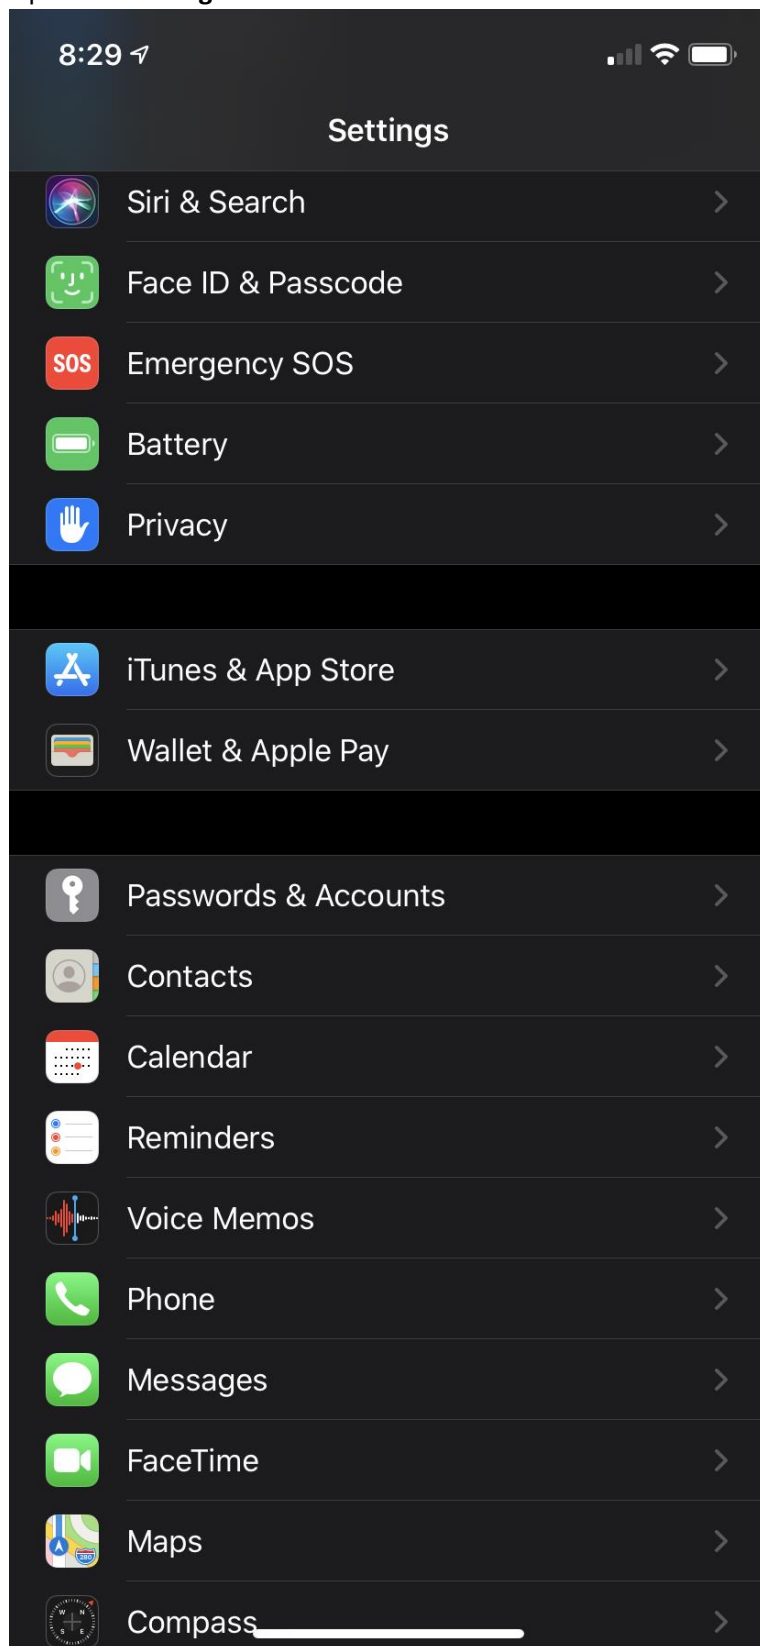 8:29
Settings
Siri & Search
Face ID & Passcode
SOS
Emergency SOS
Battery
Privacy
iTunes & App Store
Wallet & Apple Pay
Passwords & Accounts
Contacts
Calendar
Reminders
Voice Memos
Phone
Messages
FaceTime
280
Maps
W N
S E
Compass